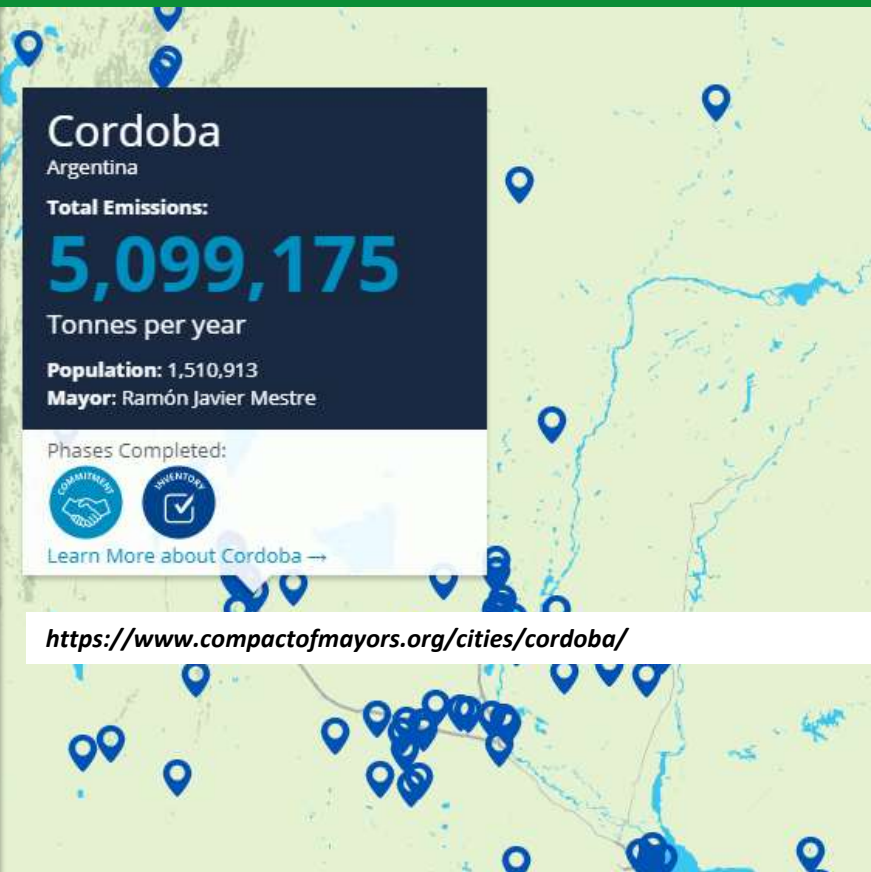 Cordoba
Argentina
Total Emissions:
5,099,175
Tonnes per year
Population: 1,510,913
Mayor: Ramón Javier Mestre
Phases Completed:
COMMITMENT
INVENTORY
Learn More about Cordoba →
https://www.compactofmayors.org/cities/cordoba/